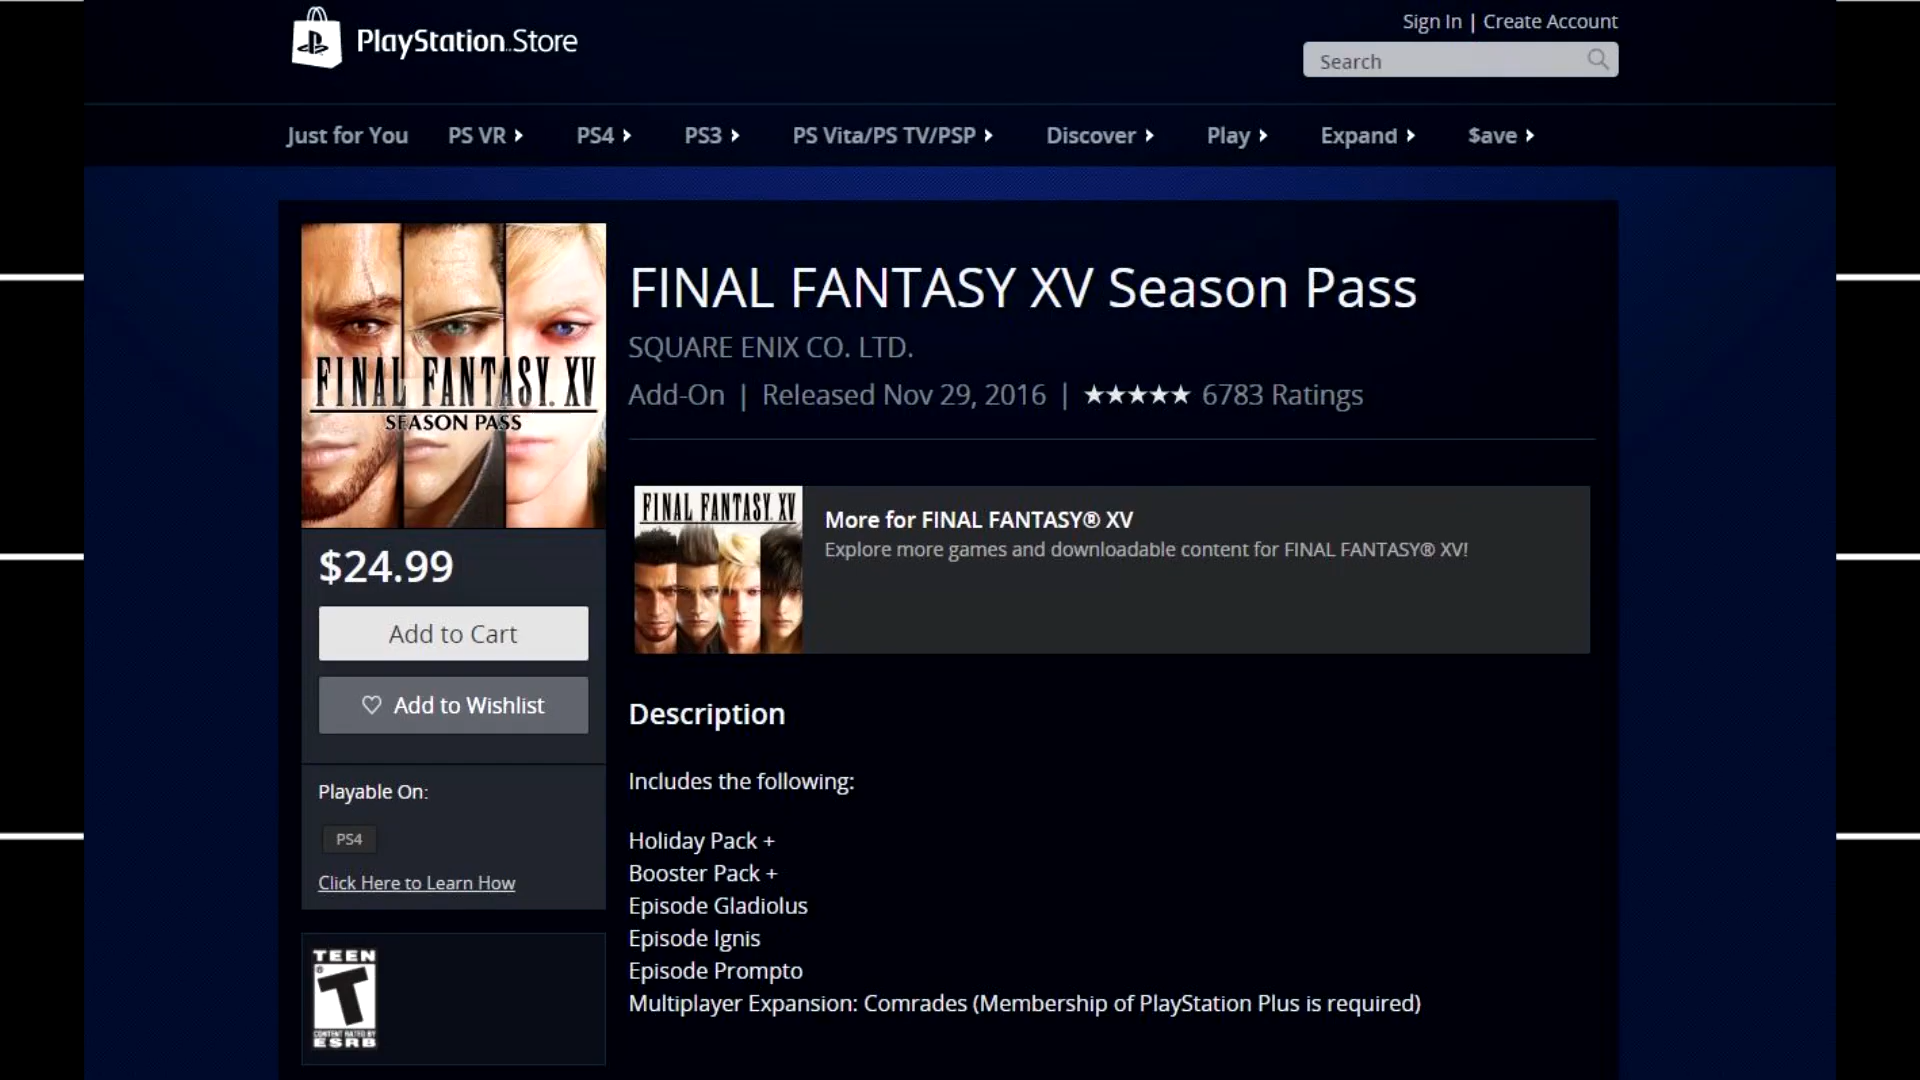 PlayStation Store
Sign In | Create Account
Search
Just for You PS VR PS4 PS3 PS Vita/PS TV/PSP Discover Play Expand $ave
FINAL FANTASY XV
SEASON PASS
FINAL FANTASY XV Season Pass
SQUARE ENIX CO. LTD.
Add-On | Released Nov 29, 2016 | ★★★★★ 6783 Ratings
FINAL FANTASY XV
More for FINAL FANTASY® XV
Explore more games and downloadable content for FINAL FANTASY® XV!
$24.99
Add to Cart
♡ Add to Wishlist
Playable On:
PS4
Click Here to Learn How
TEEN
T
CONTENT RATED BY
ESRB
Description
Includes the following:
Holiday Pack +
Booster Pack +
Episode Gladiolus
Episode Ignis
Episode Prompto
Multiplayer Expansion: Comrades (Membership of PlayStation Plus is required)